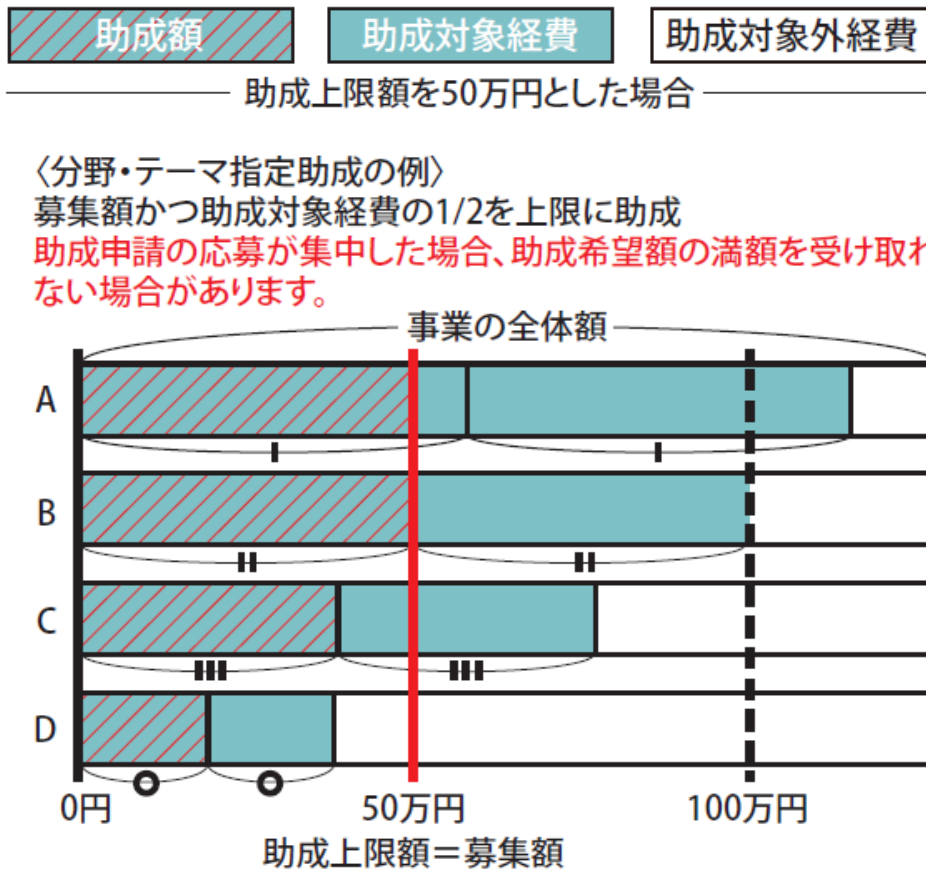 助成額 助成対象経費 助成対象外経費
助成上限額を50万円とした場合
〈分野・テーマ指定助成の例〉
募集額かつ助成対象経費の1/2を上限に助成
助成申請の応募が集中した場合、助成希望額の満額を受け取れ
ない場合があります。
事業の全体額
A
B
C
D
0円 50万円 100万円
助成上限額＝募集額